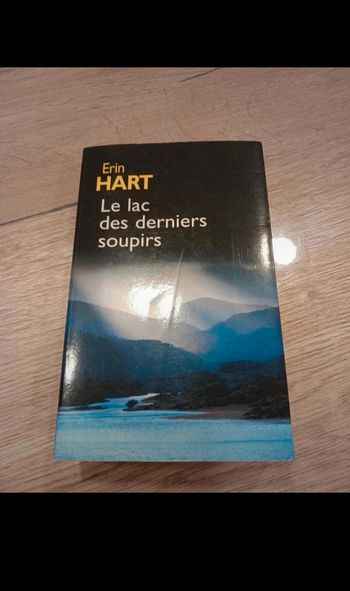 Erin
HART
Le lac
des derniers
soupirs